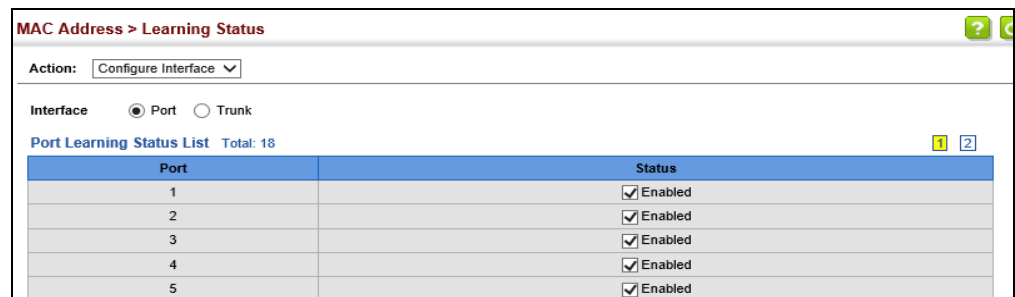 MAC Address > Learning Status
?
Action: Configure Interface
Interface Port Trunk
Port Learning Status List Total: 18 1 2
Port Status
1 Enabled
2 Enabled
3 Enabled
4 Enabled
5 Enabled